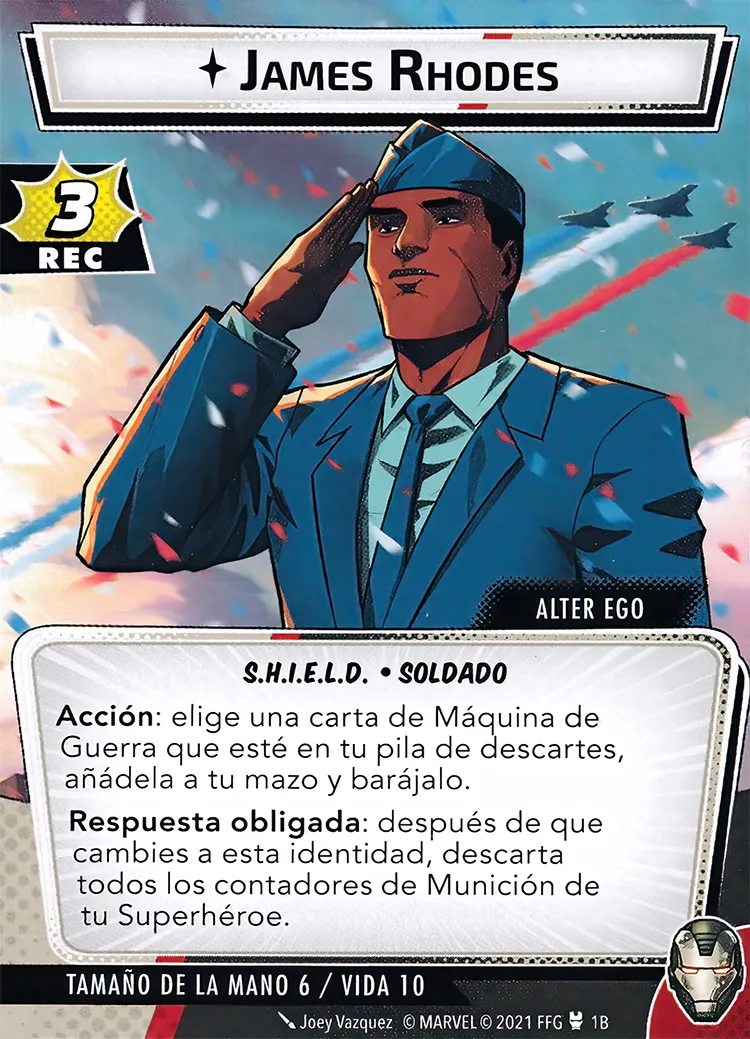 JAMES RHODES
3
REC
ALTER EGO
S.H.I.E.L.D. • SOLDADO
Acción: elige una carta de Máquina de
Guerra que esté en tu pila de descartes,
añádela a tu mazo y barájalo.
Respuesta obligada: después de que
cambies a esta identidad, descarta
todos los contadores de Munición de
tu Superhéroe.
TAMAÑO DE LA MANO 6 / VIDA 10
Joey Vazquez © MARVEL © 2021 FFG 1B